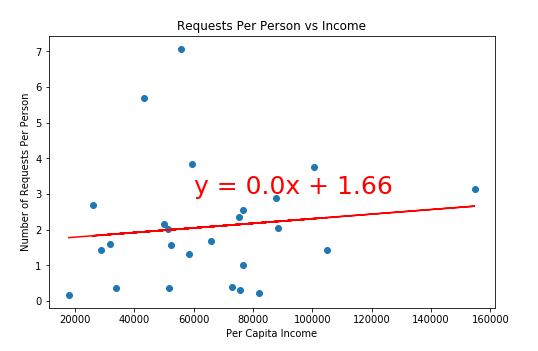 Requests Per Person vs Income
Number of Requests Per Person
7
6
5
4
3
2
1
0
y = 0.0x + 1.66
20000 40000 60000 80000 100000 120000 140000 160000
Per Capita Income